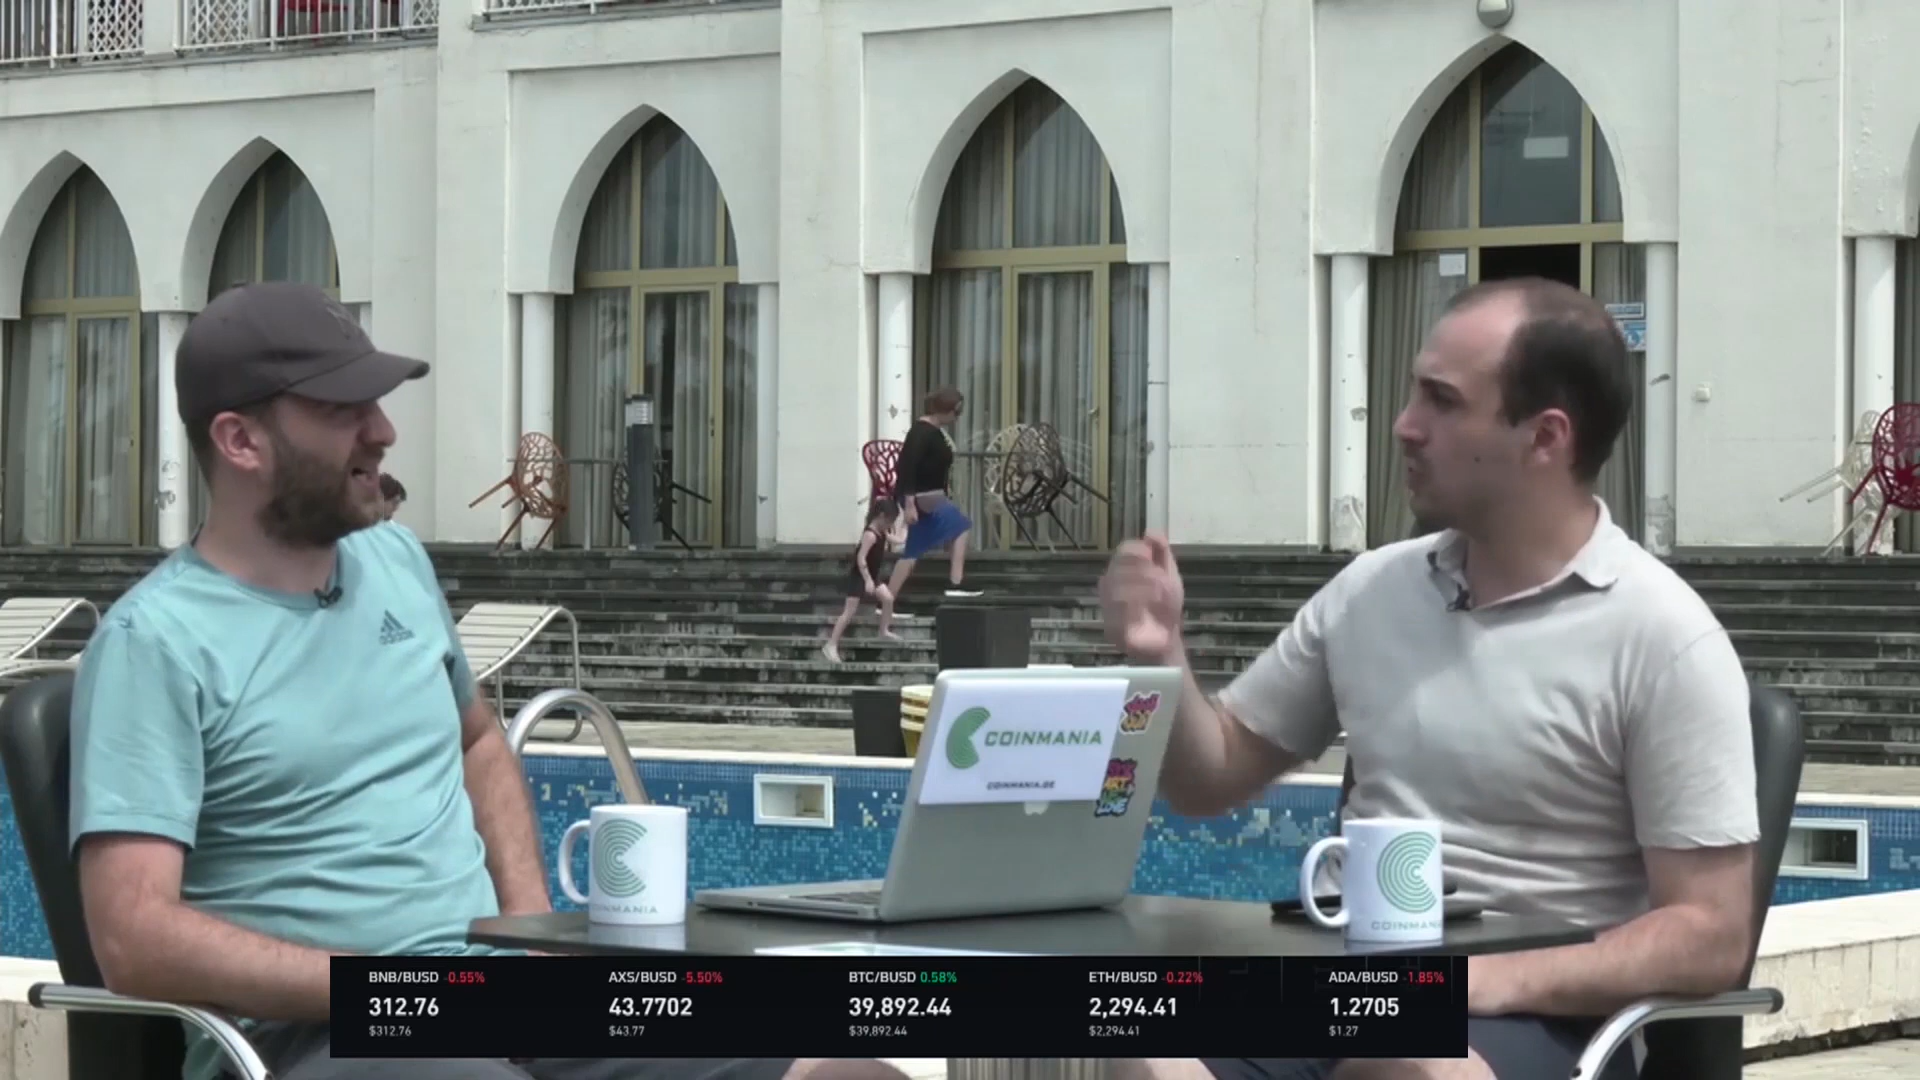 adidas
COINMANIA
COINMANIA.GE
COINMANIA
COINMANIA
BNB/BUSD -0.55%
312.76
$312.76
AXS/BUSD -5.50%
43.7702
$43.77
BTC/BUSD 0.58%
39,892.44
$39,892.44
ETH/BUSD -0.22%
2,294.41
$2,294.41
ADA/BUSD -1.85%
1.2705
$1.27